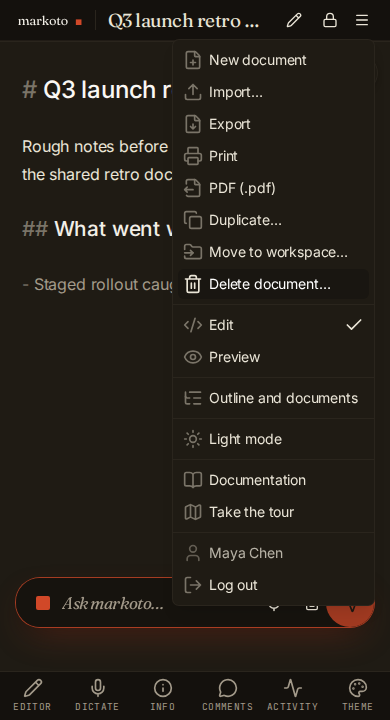 markoto
Q3 launch retro ...
# Q3 launch r
Rough notes before
the shared retro doc
## What went
- Staged rollout caug
New document
Import...
Export
Print
PDF (.pdf)
Duplicate...
Move to workspace...
Delete document...
Edit
Preview
Outline and documents
Light mode
Documentation
Take the tour
Maya Chen
Log out
Ask markoto...
EDITOR
DICTATE
INFO
COMMENTS
ACTIVITY
THEME